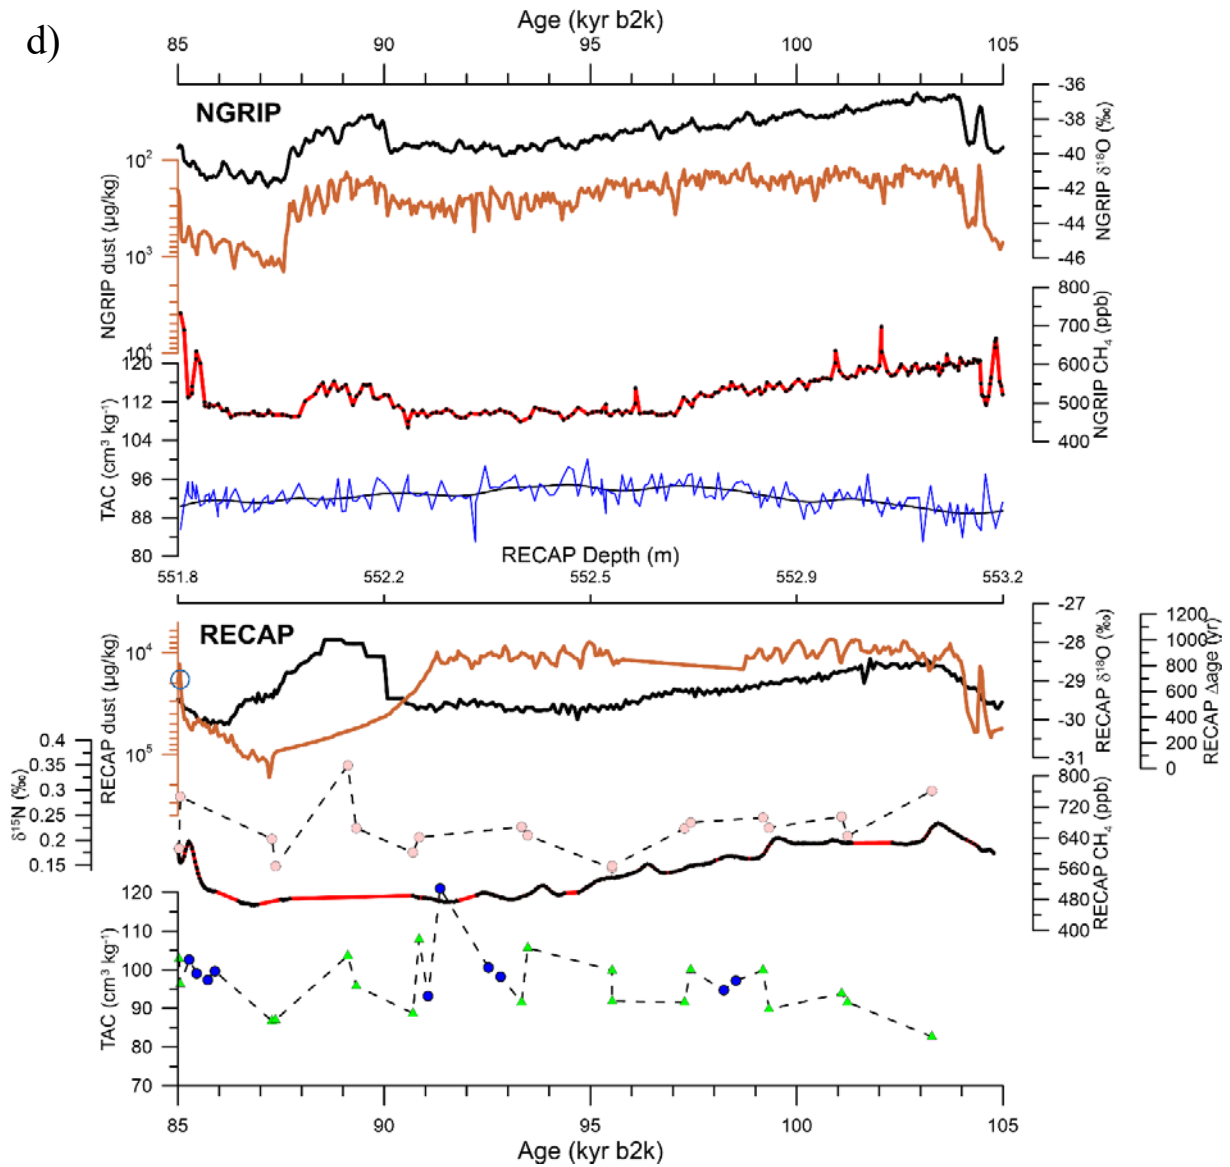 d)
Age (kyr b2k)
85 90 95 100 105
NGRIP
-36
-38
-40
-42
-44
-46
NGRIP δ¹⁸O (‰)
10²
10³
10⁴
NGRIP dust (µg/kg)
800
700
600
500
400
NGRIP CH₄ (ppb)
120
112
104
96
88
80
TAC (cm³ kg⁻¹)
RECAP Depth (m)
551.8 552.2 552.5 552.9 553.2
RECAP
-27
-28
-29
-30
-31
RECAP δ¹⁸O (‰)
1200
1000
800
600
400
200
0
RECAP Δage (yr)
10⁴
10⁵
RECAP dust (µg/kg)
0.4
0.35
0.3
0.25
0.2
0.15
δ¹⁵N (‰)
800
720
640
560
480
400
RECAP CH₄ (ppb)
120
110
100
90
80
70
TAC (cm³ kg⁻¹)
85 90 95 100 105
Age (kyr b2k)